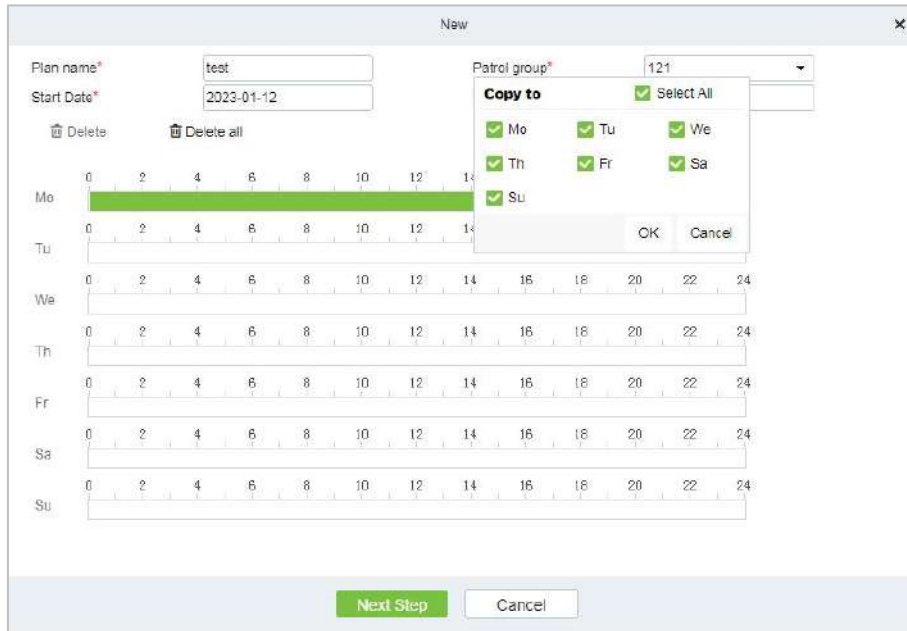 New
Plan name* test Patrol group* 121
Start Date* 2023-01-12
Copy to Select All
Delete Delete all
Mo Tu We
Th Fr Sa
Su
OK Cancel
0 2 4 6 8 10 12 14
Mo
0 2 4 6 8 10 12 14
Tu
0 2 4 6 8 10 12 14 16 18 20 22 24
We
0 2 4 6 8 10 12 14 16 18 20 22 24
Th
0 2 4 6 8 10 12 14 16 18 20 22 24
Fr
0 2 4 6 8 10 12 14 16 18 20 22 24
Sa
0 2 4 6 8 10 12 14 16 18 20 22 24
Su
Next Step Cancel